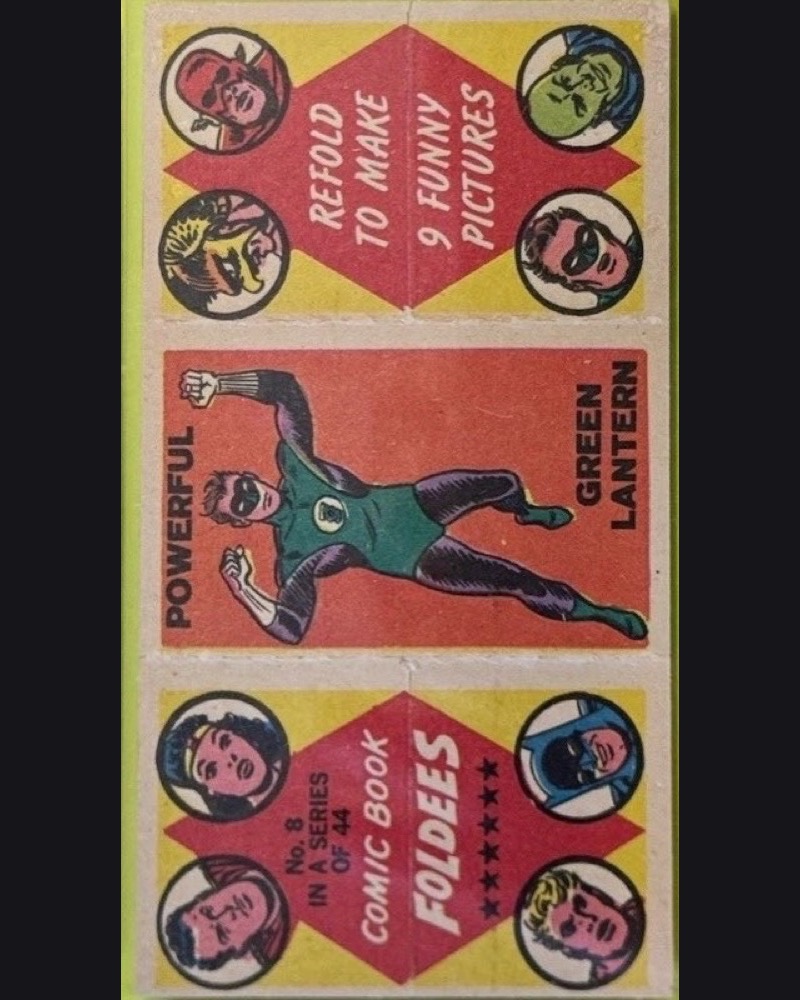 No. 8
IN A SERIES
OF 44
COMIC BOOK
FOLDEES
POWERFUL
GREEN
LANTERN
REFOLD
TO MAKE
9 FUNNY
PICTURES